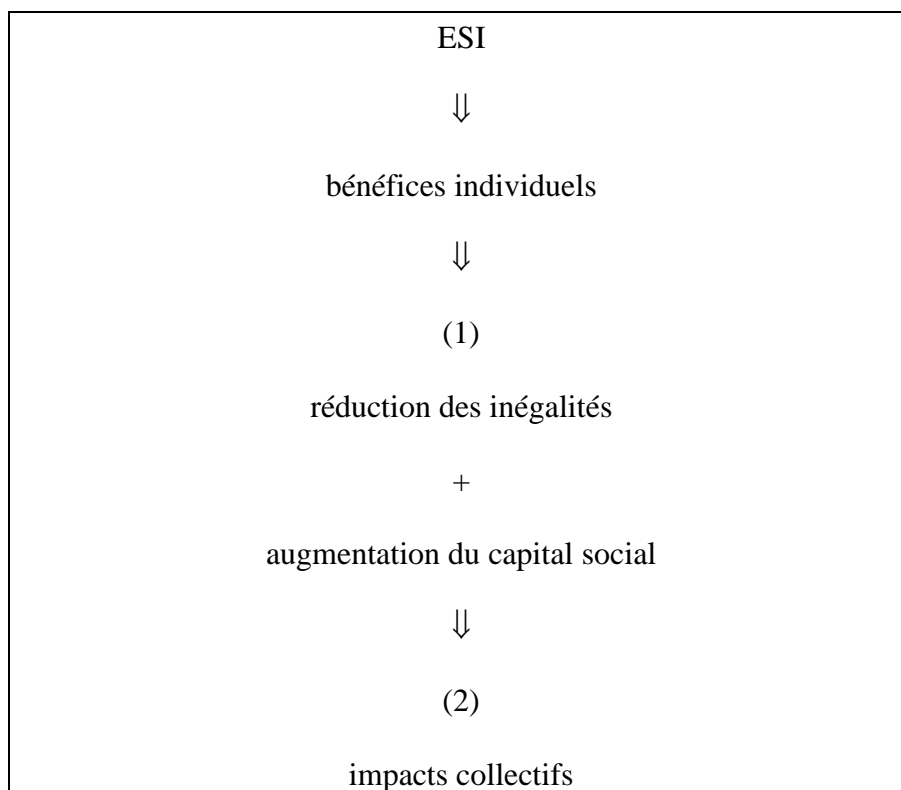 ESI
⇓
bénéfices individuels
⇓
(1)
réduction des inégalités
+
augmentation du capital social
⇓
(2)
impacts collectifs